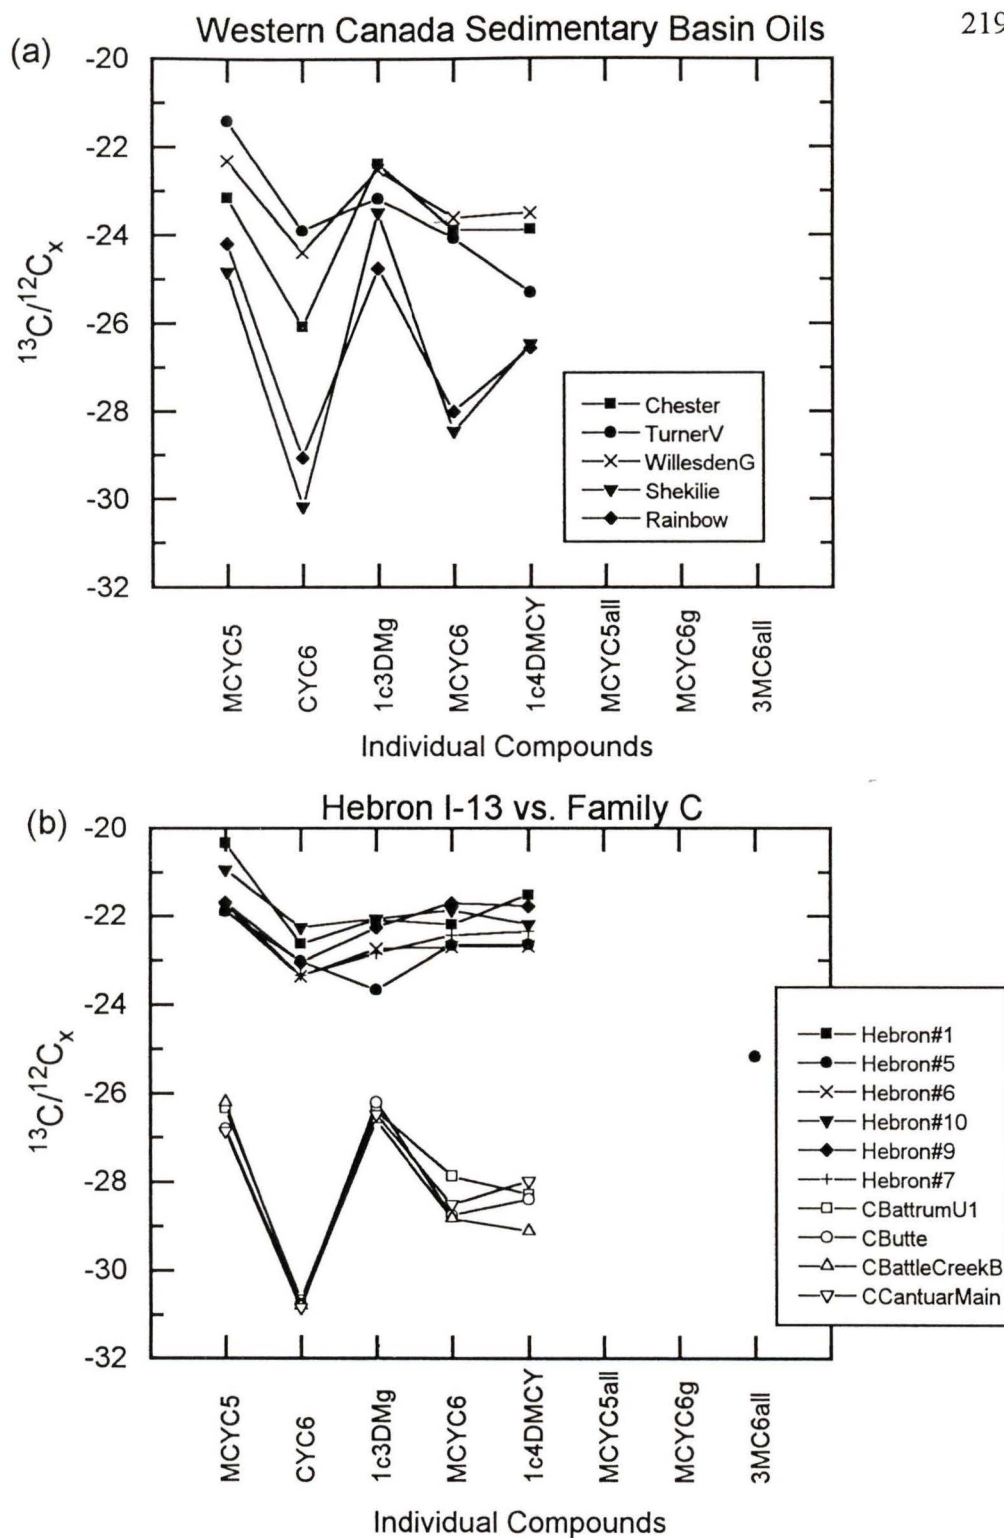 219
(a)
Western Canada Sedimentary Basin Oils
-20
-22
-24
-26
-28
-30
-32
13C/12Cx
Chester
TurnerV
WillesdenG
Shekilie
Rainbow
MCYC5
CYC6
1c3DMg
MCYC6
1c4DMCY
MCYC5all
MCYC6g
3MC6all
Individual Compounds
(b)
Hebron I-13 vs. Family C
-20
-22
-24
-26
-28
-30
-32
13C/12Cx
Hebron#1
Hebron#5
Hebron#6
Hebron#10
Hebron#9
Hebron#7
CBattrumU1
CButte
CBattleCreekB
CCantuarMain
MCYC5
CYC6
1c3DMg
MCYC6
1c4DMCY
MCYC5all
MCYC6g
3MC6all
Individual Compounds